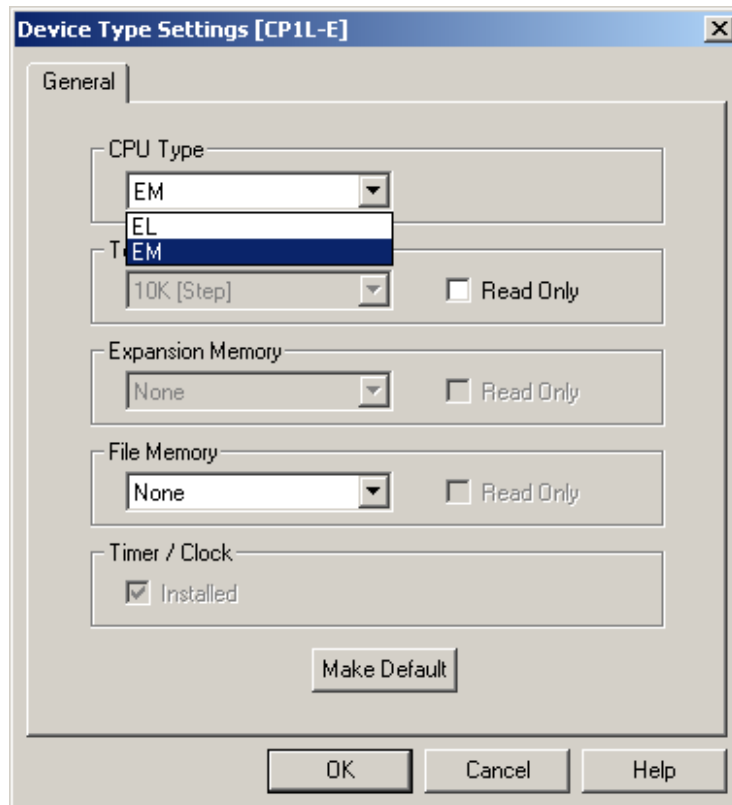 Device Type Settings [CP1L-E]
General
CPU Type
EM
EL
EM
10K [Step]
Read Only
Expansion Memory
None
Read Only
File Memory
None
Read Only
Timer / Clock
Installed
Make Default
OK
Cancel
Help